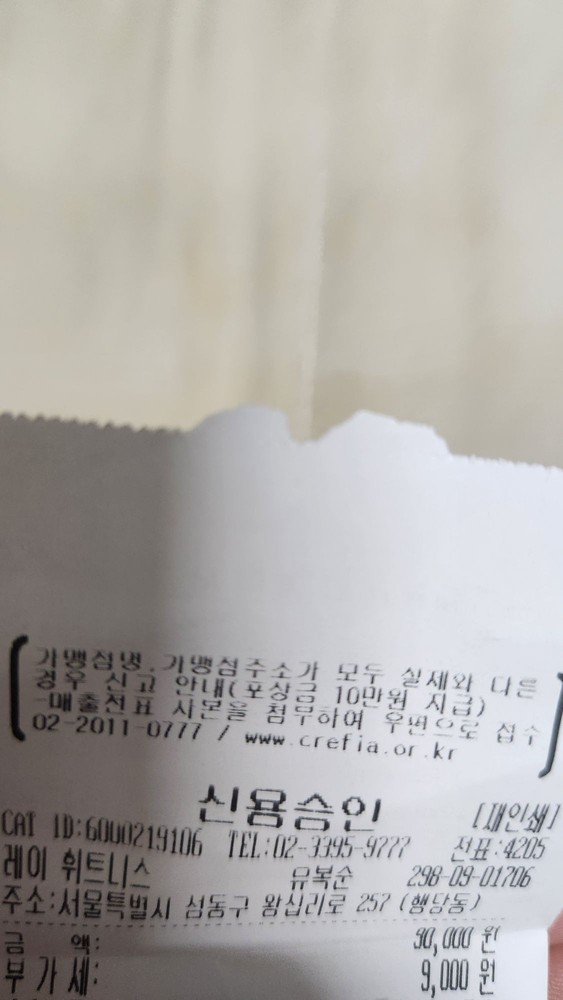 가맹점명, 가맹점주소가 모두 실제와 다른
경우 신고 안내(포상금 10만원 지급)
-매출전표 사본을 첨부하여 우편으로 접수
02-2011-0777 / www.crefia.or.kr
신용승인
[재인쇄]
CAT ID:6000219106 TEL:02-3395-9777 전표:4205
레이 휘트니스 유복순 298-09-01706
주소:서울특별시 성동구 왕십리로 257 (행당동)
금 액: 90,000 원
부 가 세: 9,000 원